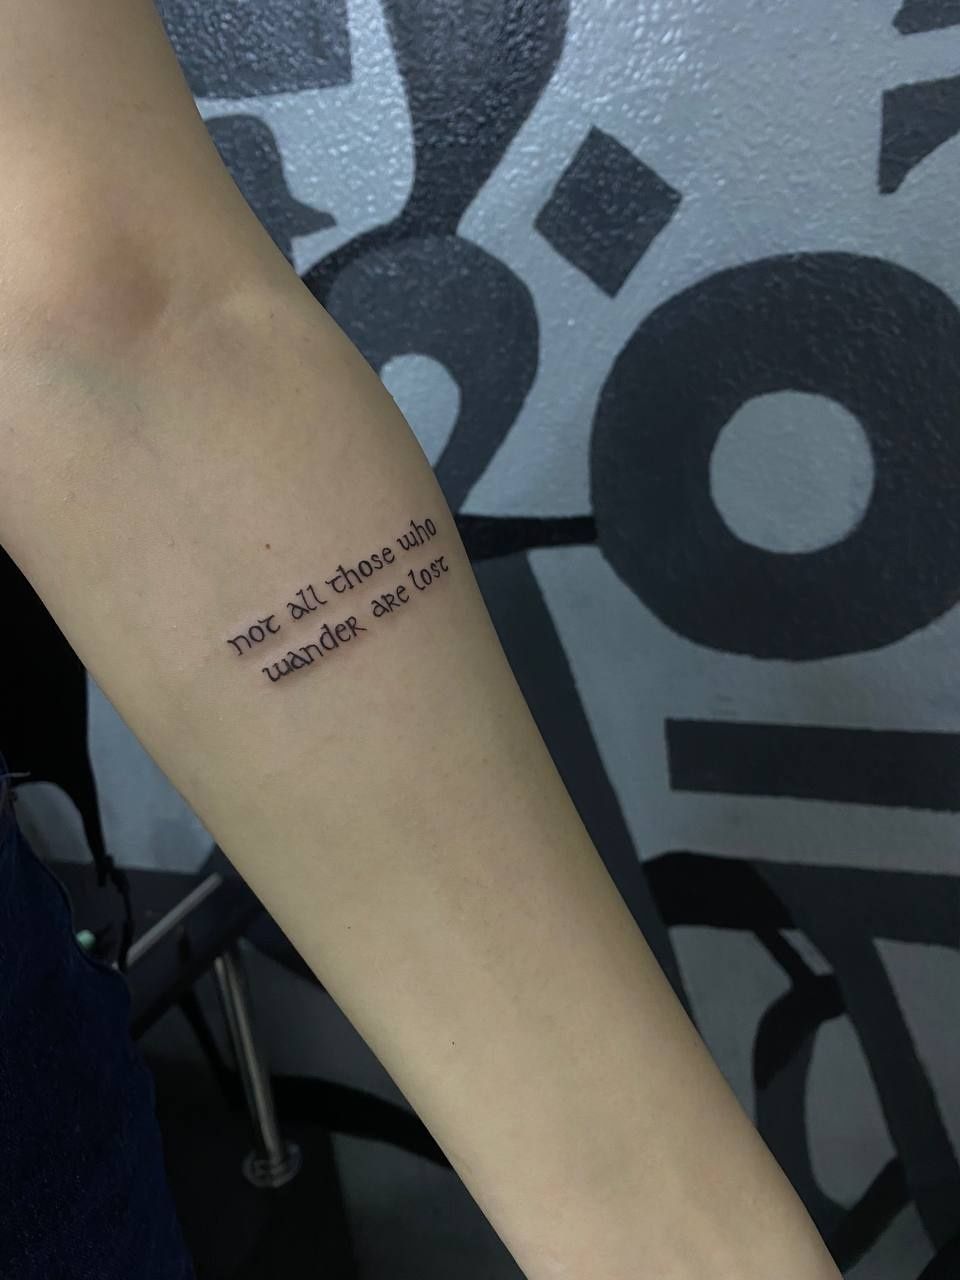 not all those who
wander are lost